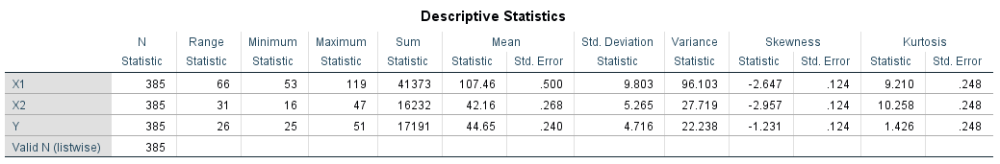 Descriptive Statistics
N Range Minimum Maximum Sum Mean Std. Deviation Variance Skewness Kurtosis
Statistic Statistic Statistic Statistic Statistic Statistic Std. Error Statistic Statistic Statistic Std. Error Statistic Std. Error
X1 385 66 53 119 41373 107.46 .500 9.803 96.103 -2.647 .124 9.210 .248
X2 385 31 16 47 16232 42.16 .268 5.265 27.719 -2.957 .124 10.258 .248
Y 385 26 25 51 17191 44.65 .240 4.716 22.238 -1.231 .124 1.426 .248
Valid N (listwise) 385